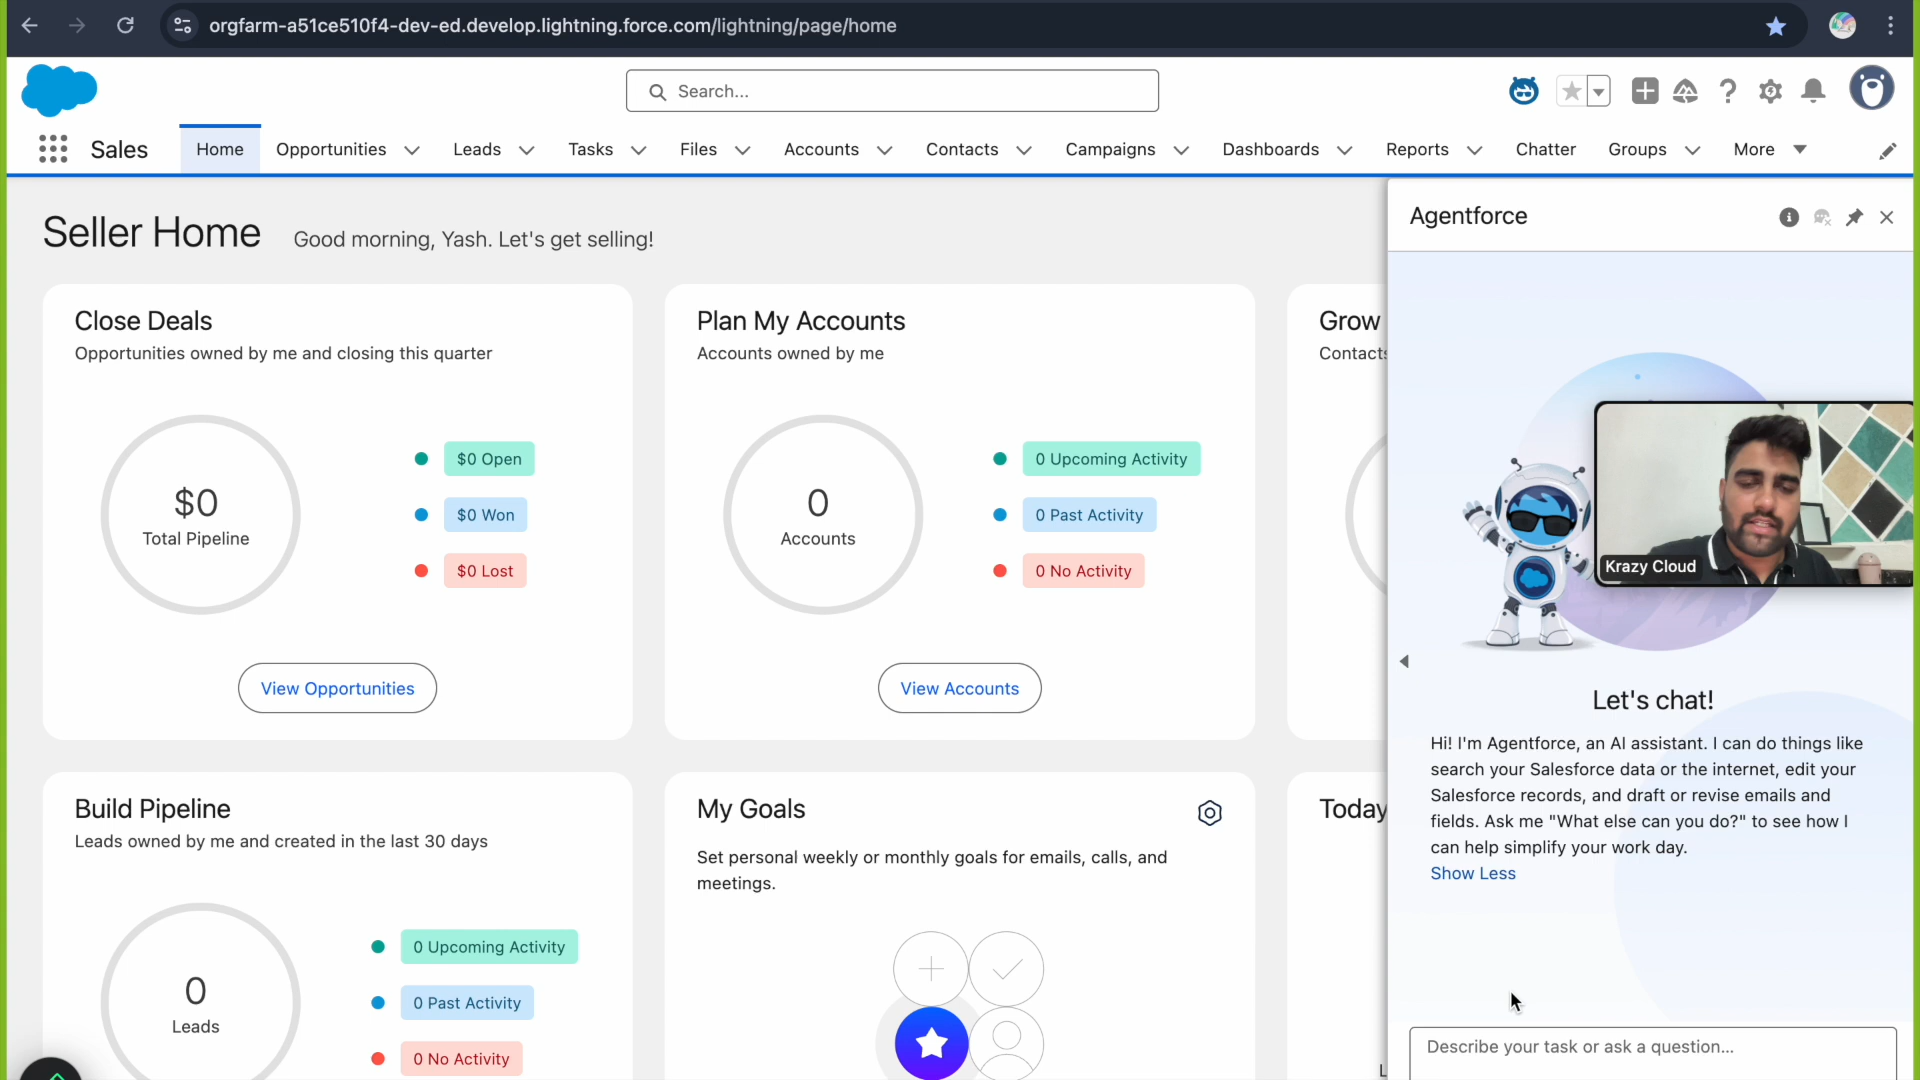 orgfarm-a51ce510f4-dev-ed.develop.lightning.force.com/lightning/page/home
Search...
Sales
Home
Opportunities
Leads
Tasks
Files
Accounts
Contacts
Campaigns
Dashboards
Reports
Chatter
Groups
More
Seller Home
Good morning, Yash. Let's get selling!
Close Deals
Opportunities owned by me and closing this quarter
$0
Total Pipeline
$0 Open
$0 Won
$0 Lost
View Opportunities
Plan My Accounts
Accounts owned by me
0
Accounts
0 Upcoming Activity
0 Past Activity
0 No Activity
View Accounts
Grow
Contacts
Build Pipeline
Leads owned by me and created in the last 30 days
0
Leads
0 Upcoming Activity
0 Past Activity
0 No Activity
My Goals
Set personal weekly or monthly goals for emails, calls, and
meetings.
Today
Agentforce
Krazy Cloud
Let's chat!
Hi! I'm Agentforce, an AI assistant. I can do things like
search your Salesforce data or the internet, edit your
Salesforce records, and draft or revise emails and
fields. Ask me "What else can you do?" to see how I
can help simplify your work day.
Show Less
Describe your task or ask a question...